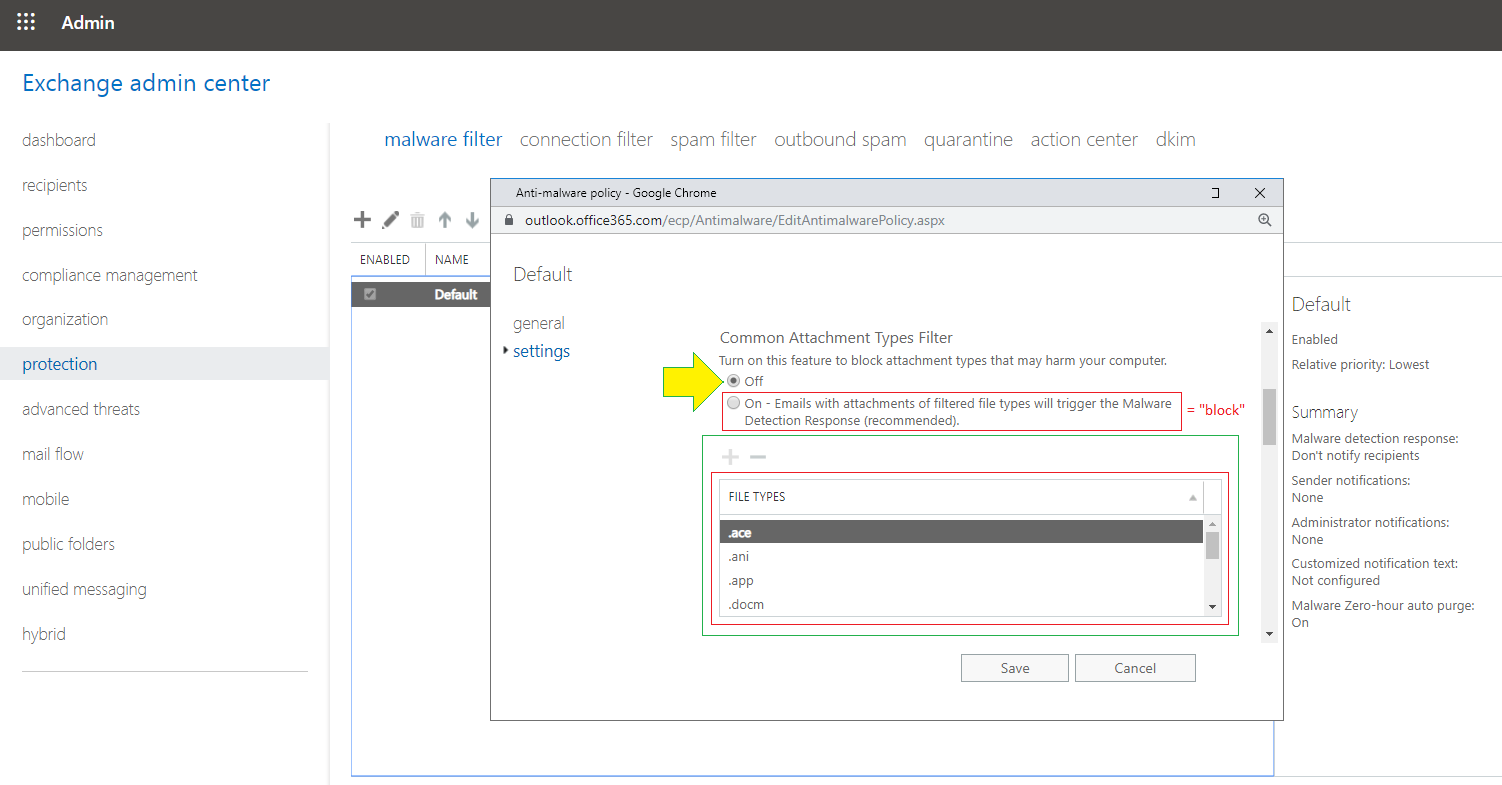 Admin
Exchange admin center
dashboard
recipients
permissions
compliance management
organization
protection
advanced threats
mail flow
mobile
public folders
unified messaging
hybrid
malware filter connection filter spam filter outbound spam quarantine action center dkim
ENABLED NAME
Default
Anti-malware policy - Google Chrome
outlook.office365.com/ecp/Antimalware/EditAntimalwarePolicy.aspx
Default
general
settings
Common Attachment Types Filter
Turn on this feature to block attachment types that may harm your computer.
Off
On - Emails with attachments of filtered file types will trigger the Malware
Detection Response (recommended).
= "block"
FILE TYPES
.ace
.ani
.app
.docm
Save Cancel
Default
Enabled
Relative priority: Lowest
Summary
Malware detection response:
Don't notify recipients
Sender notifications:
None
Administrator notifications:
None
Customized notification text:
Not configured
Malware Zero-hour auto purge:
On